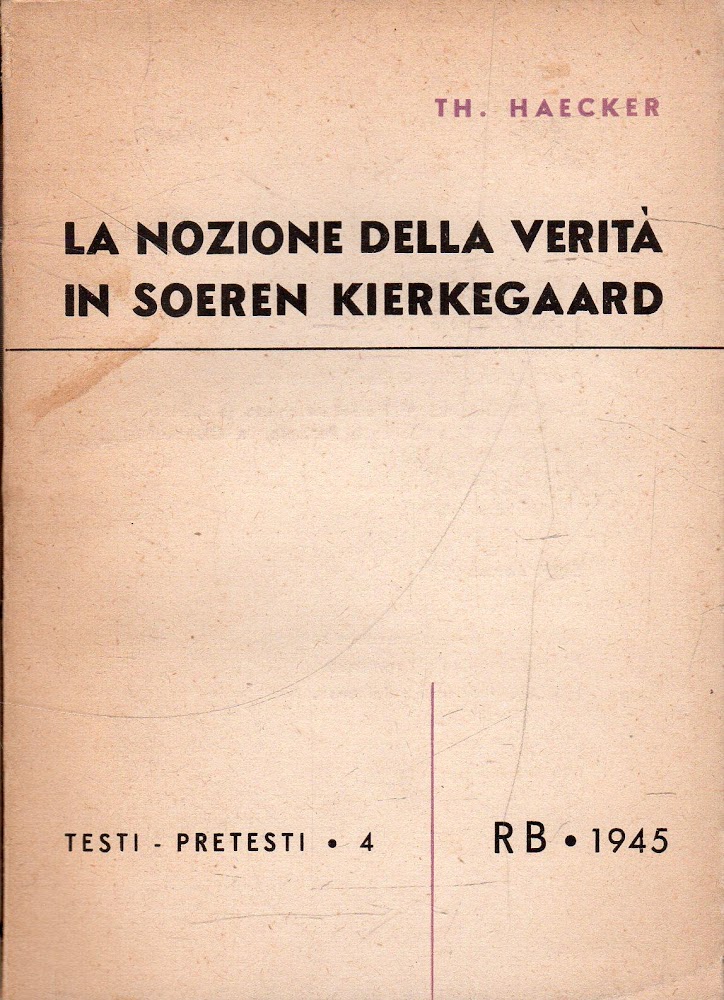 TH. HAECKER
LA NOZIONE DELLA VERITÀ
IN SOEREN KIERKEGAARD
TESTI - PRETESTI • 4
RB • 1945